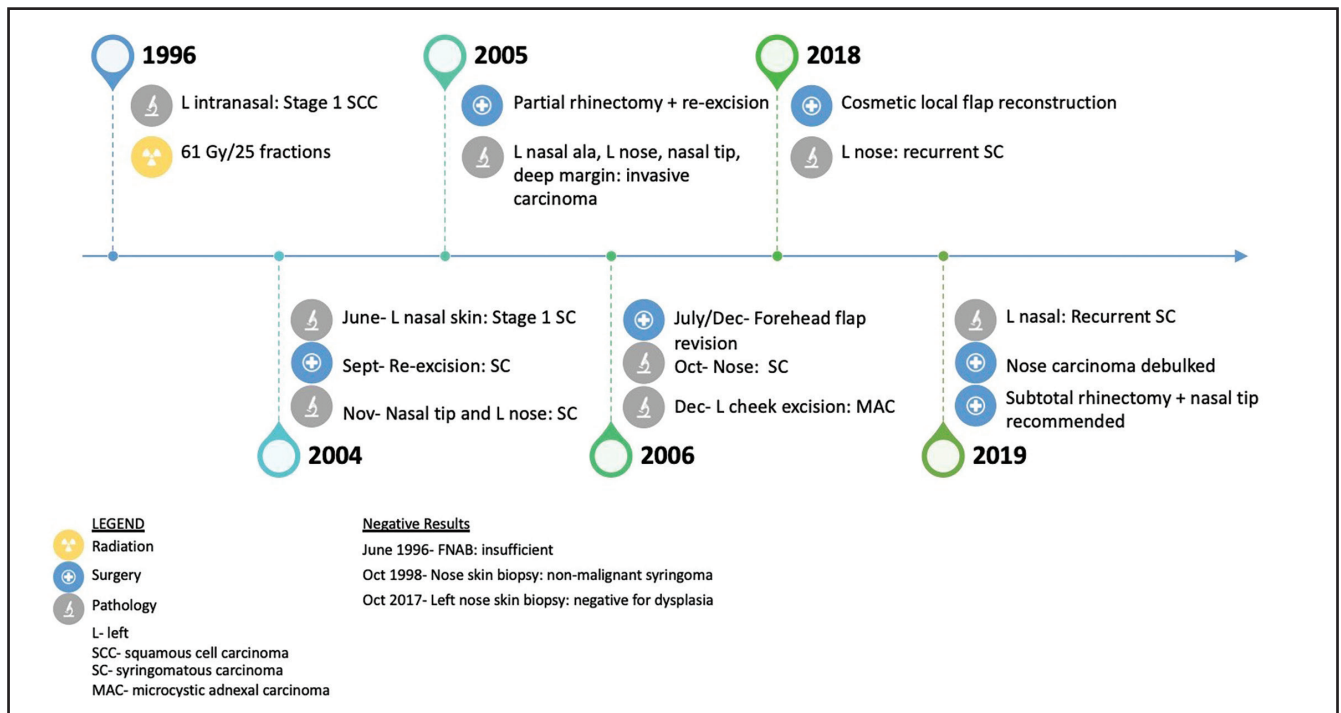 1996
L intranasal: Stage 1 SCC
61 Gy/25 fractions
2005
Partial rhinectomy + re-excision
L nasal ala, L nose, nasal tip,
deep margin: invasive
carcinoma
2018
Cosmetic local flap reconstruction
L nose: recurrent SC
June- L nasal skin: Stage 1 SC
Sept- Re-excision: SC
Nov- Nasal tip and L nose: SC
2004
July/Dec- Forehead flap
revision
Oct- Nose:  SC
Dec- L cheek excision: MAC
2006
L nasal: Recurrent SC
Nose carcinoma debulked
Subtotal rhinectomy + nasal tip
recommended
2019
LEGEND
Radiation
Surgery
Pathology
L- left
SCC- squamous cell carcinoma
SC- syringomatous carcinoma
MAC- microcystic adnexal carcinoma
Negative Results
June 1996- FNAB: insufficient
Oct 1998- Nose skin biopsy: non-malignant syringoma
Oct 2017- Left nose skin biopsy: negative for dysplasia